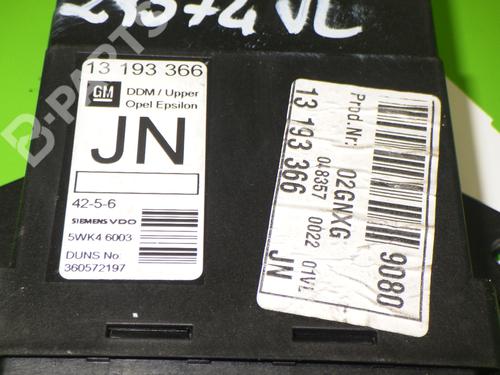 13 193 366
GM
DDM / Upper
Opel Epsilon
JN
42-5-6
SIEMENS VDO
5WK4 6003
DUNS No:
360572197
Prod.Nr.: 02GNXG 9080
048357 0022 01VL
13 193 366 JN
B-PARTS